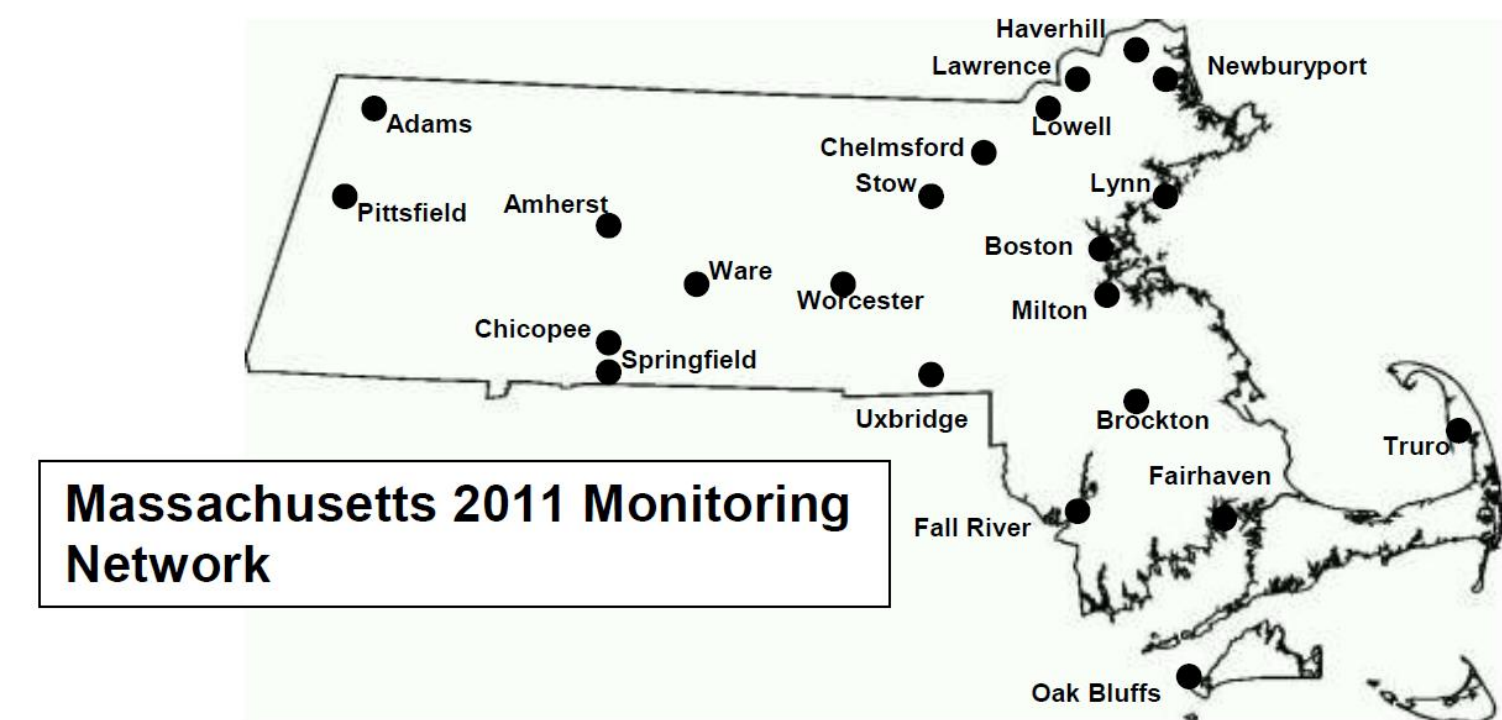 Haverhill
Lawrence
Newburyport
Adams
Lowell
Chelmsford
Stow
Lynn
Pittsfield
Amherst
Boston
Ware
Worcester
Milton
Chicopee
Springfield
Uxbridge
Brockton
Truro
Fairhaven
Fall River
Massachusetts 2011 Monitoring
Network
Oak Bluffs